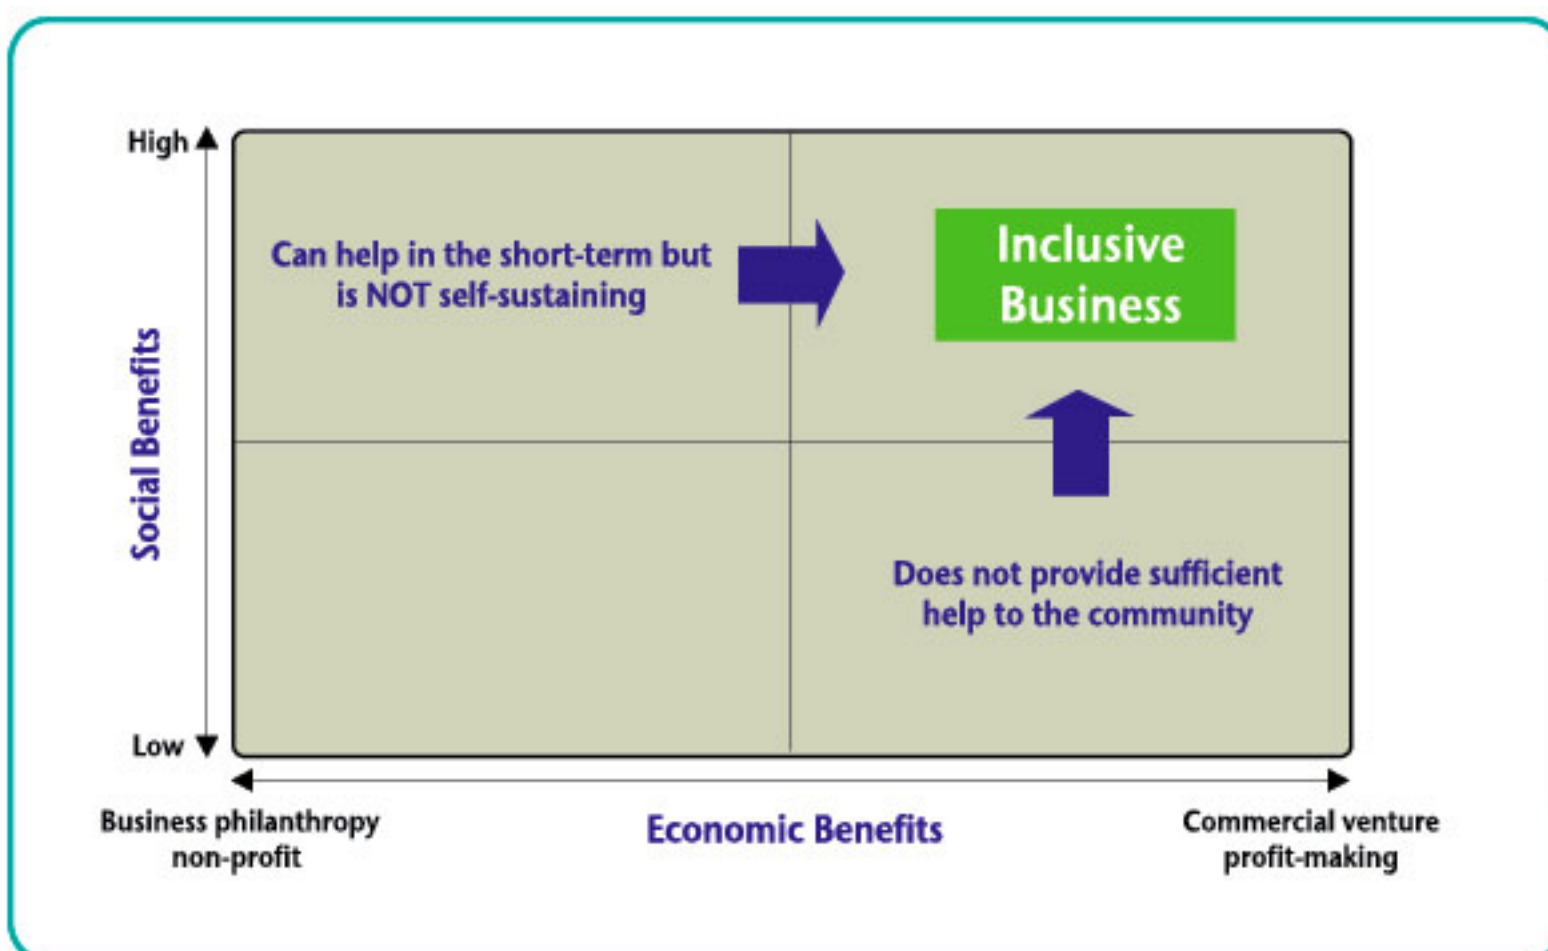 High
Can help in the short-term but
is NOT self-sustaining
Inclusive
Business
Social Benefits
Does not provide sufficient
help to the community
Low
Business philanthropy
non-profit
Economic Benefits
Commercial venture
profit-making